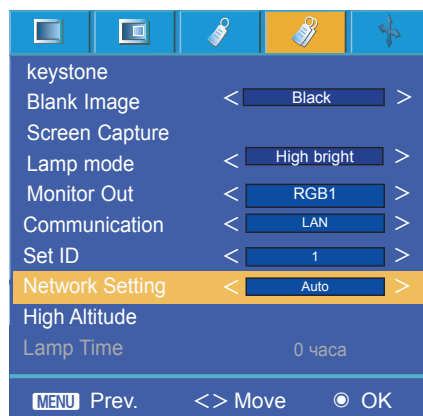 keystone
Blank Image < Black >
Screen Capture
Lamp mode < High bright >
Monitor Out < RGB1 >
Communication < LAN >
Set ID < 1 >
Network Setting < Auto >
High Altitude
Lamp Time 0 часа
MENU Prev. <> Move OK